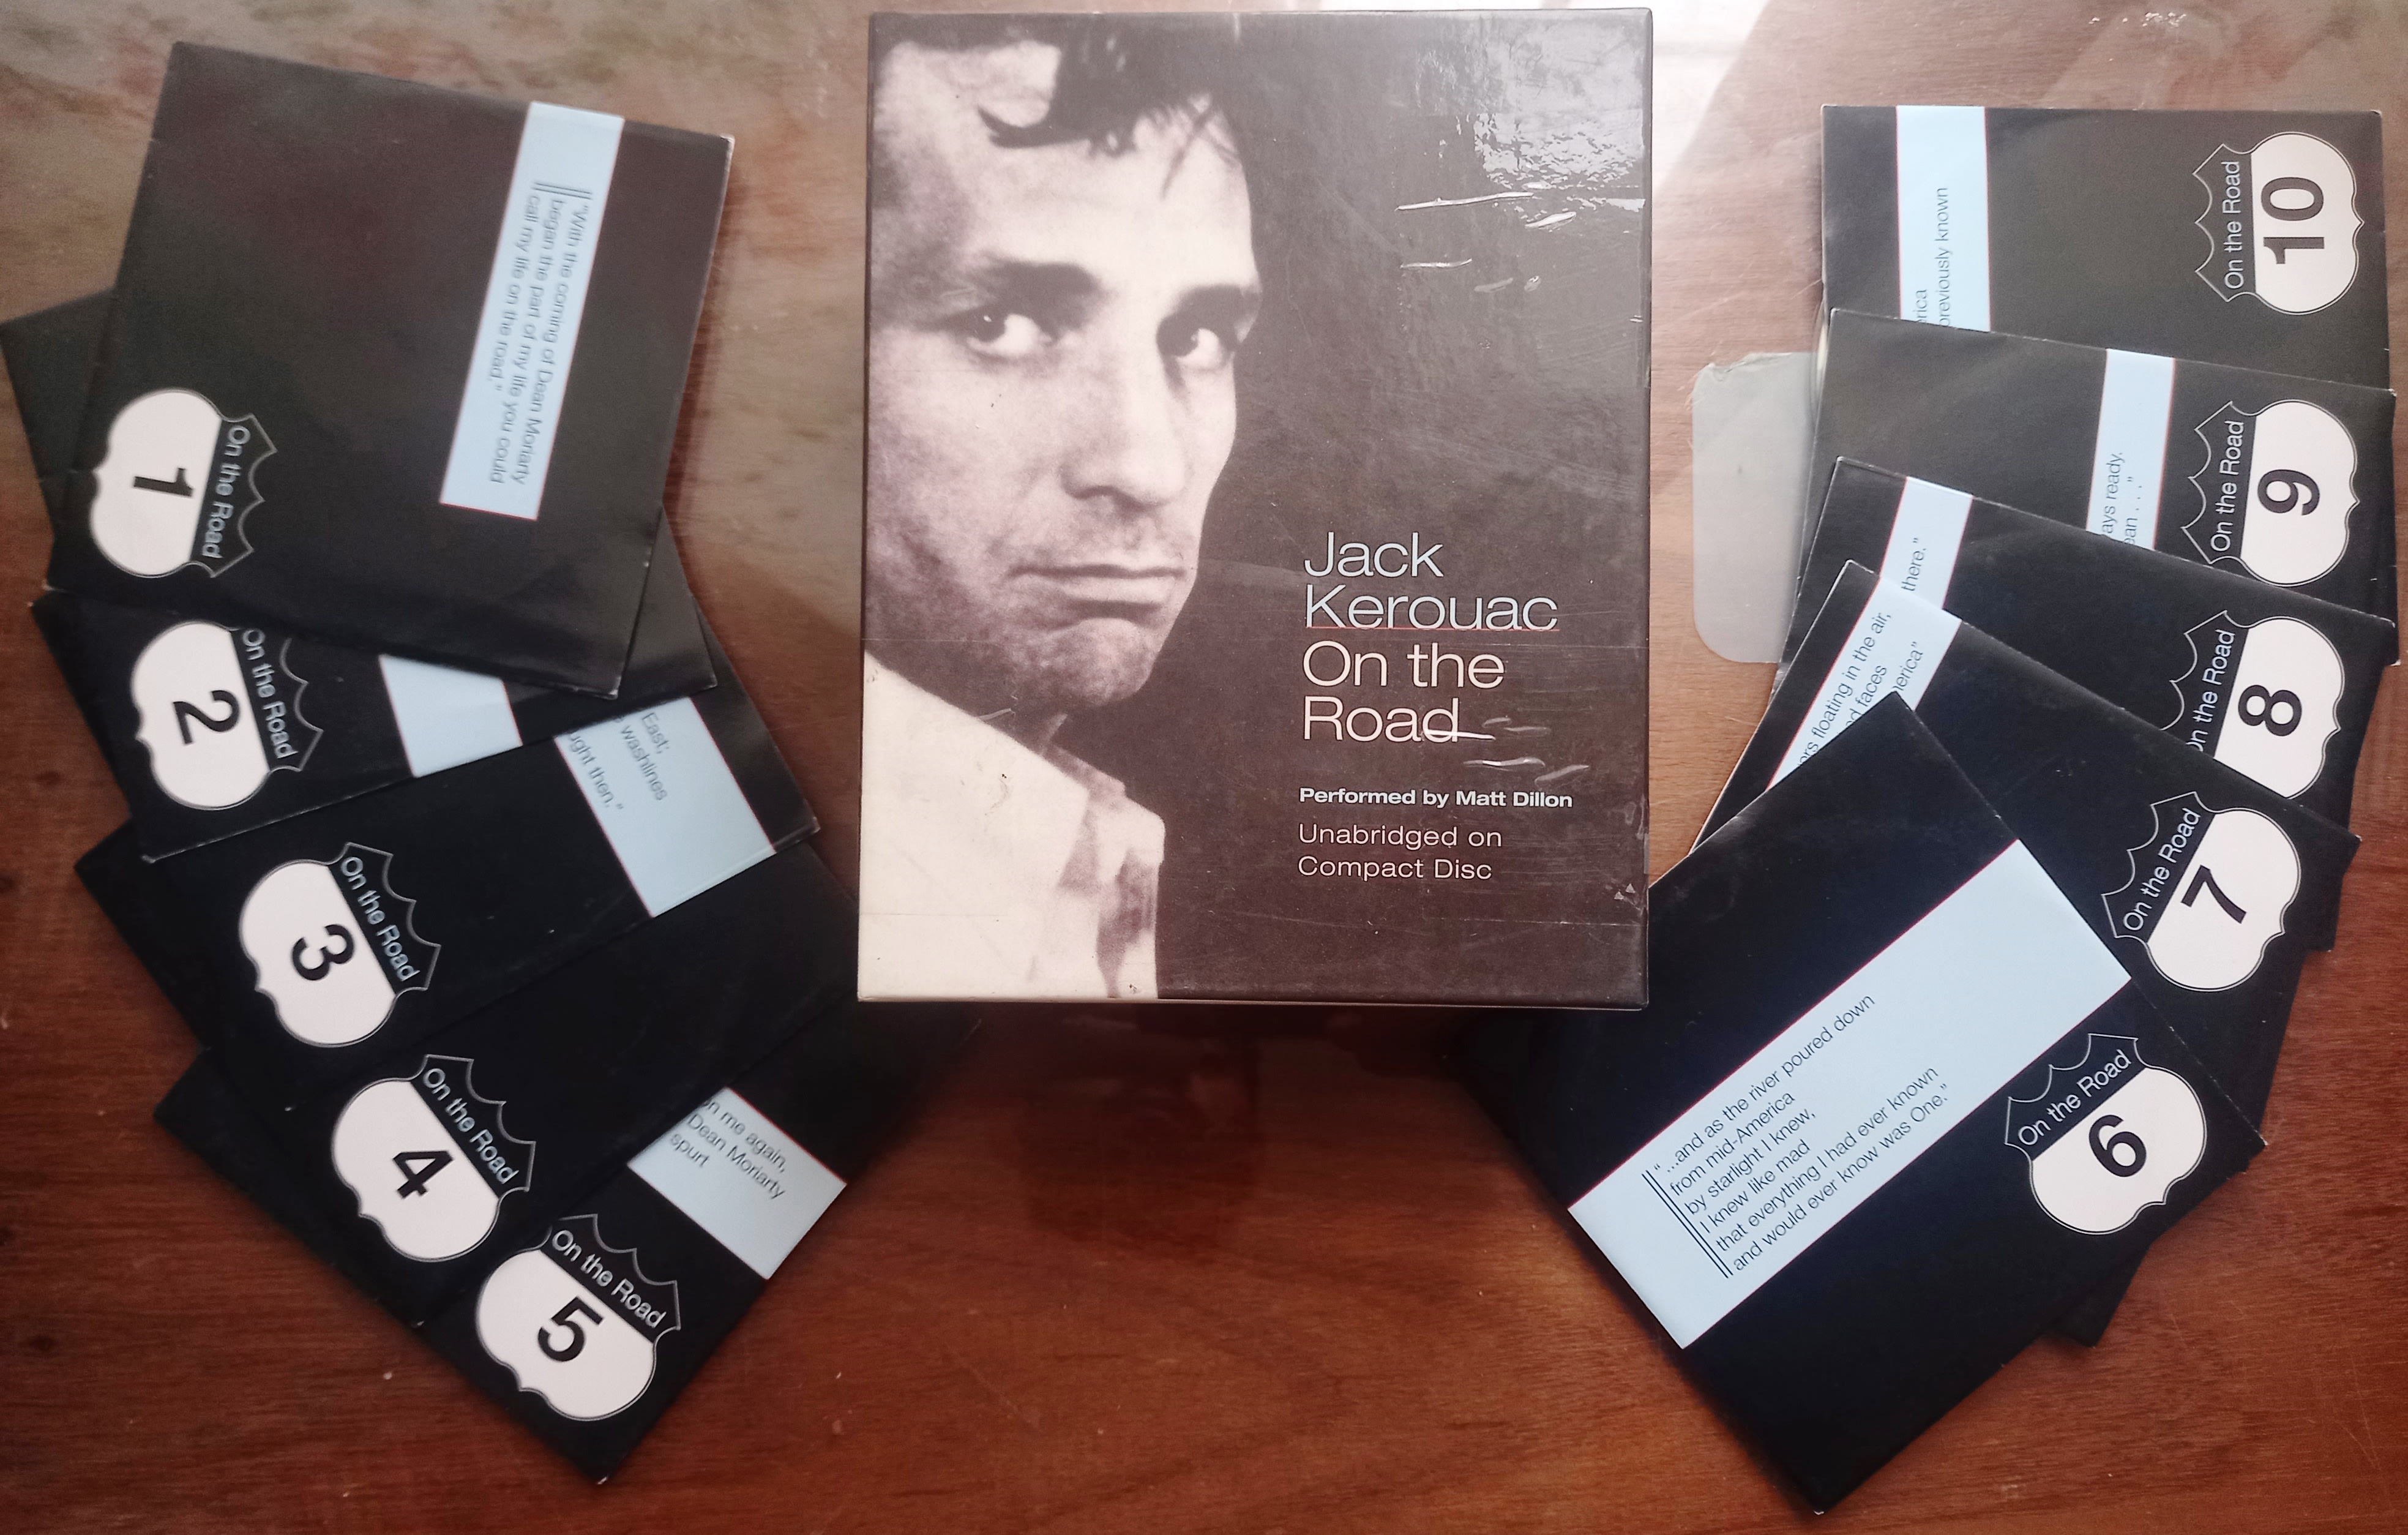 Jack
Kerouac
On the
Road
Performed by Matt Dillon
Unabridged on
Compact Disc
"With the coming of Dean Moriarty
began the part of my life you could
call my life on the road."
On the Road
1
On the Road
2
East;
washlines
ught then."
On the Road
3
On the Road
4
on me again,
Dean Moriarty
spurt
On the Road
5
"...and as the river poured down
from mid-America
by starlight I knew,
I knew like mad
that everything I had ever known
and would ever know was One."
On the Road
6
rs floating in the air,
d faces
erica"
On the Road
7
there."
On the Road
8
ays ready.
ean . . ."
On the Road
9
rica
previously known
On the Road
10